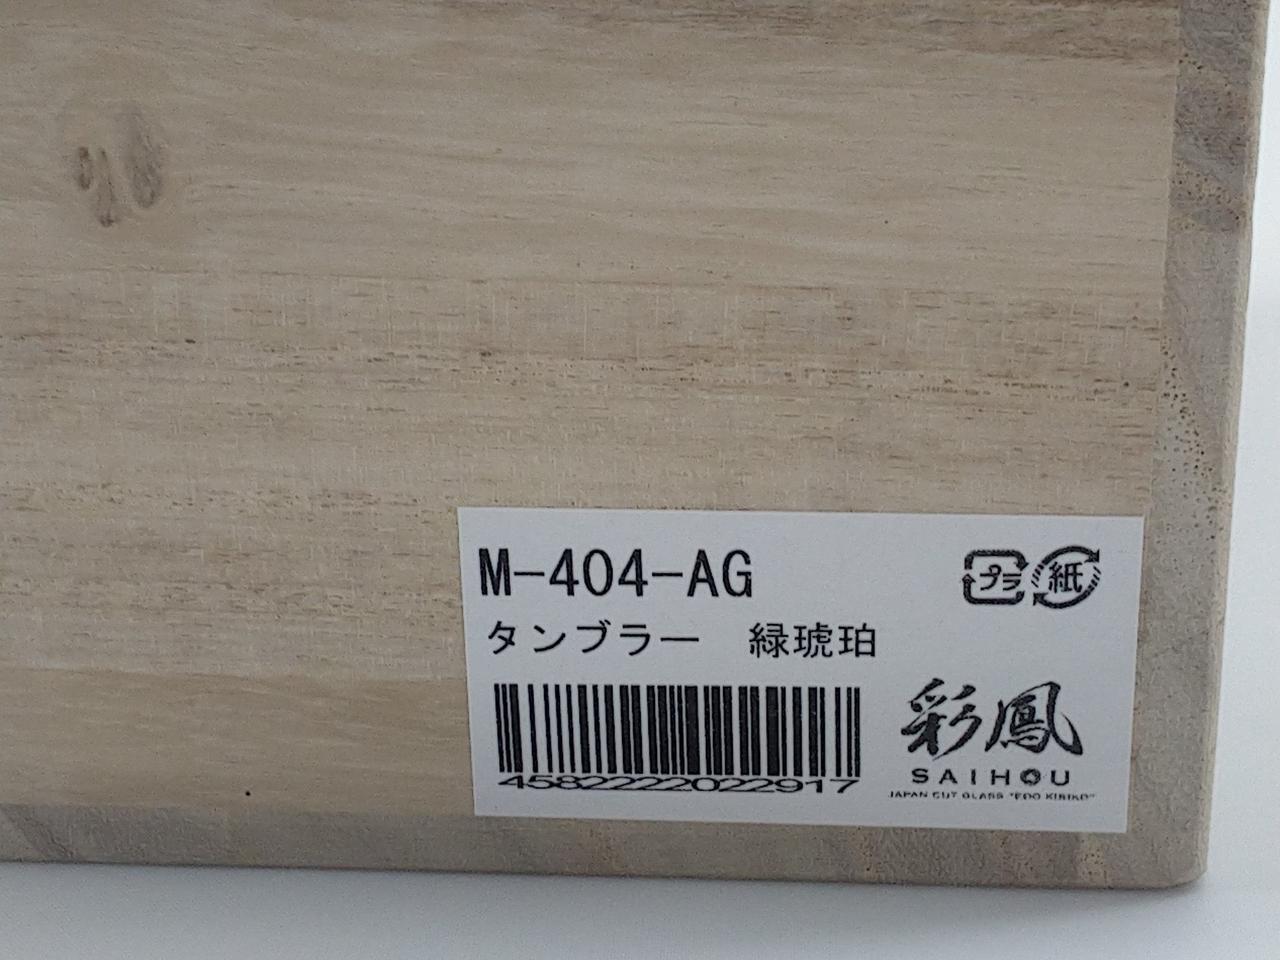 M-404-AG
プラ 紙
タンブラー 緑琥珀
4582222022917
彩鳳
SAIHOU
JAPAN CUT GLASS "EDO KIRIKO"